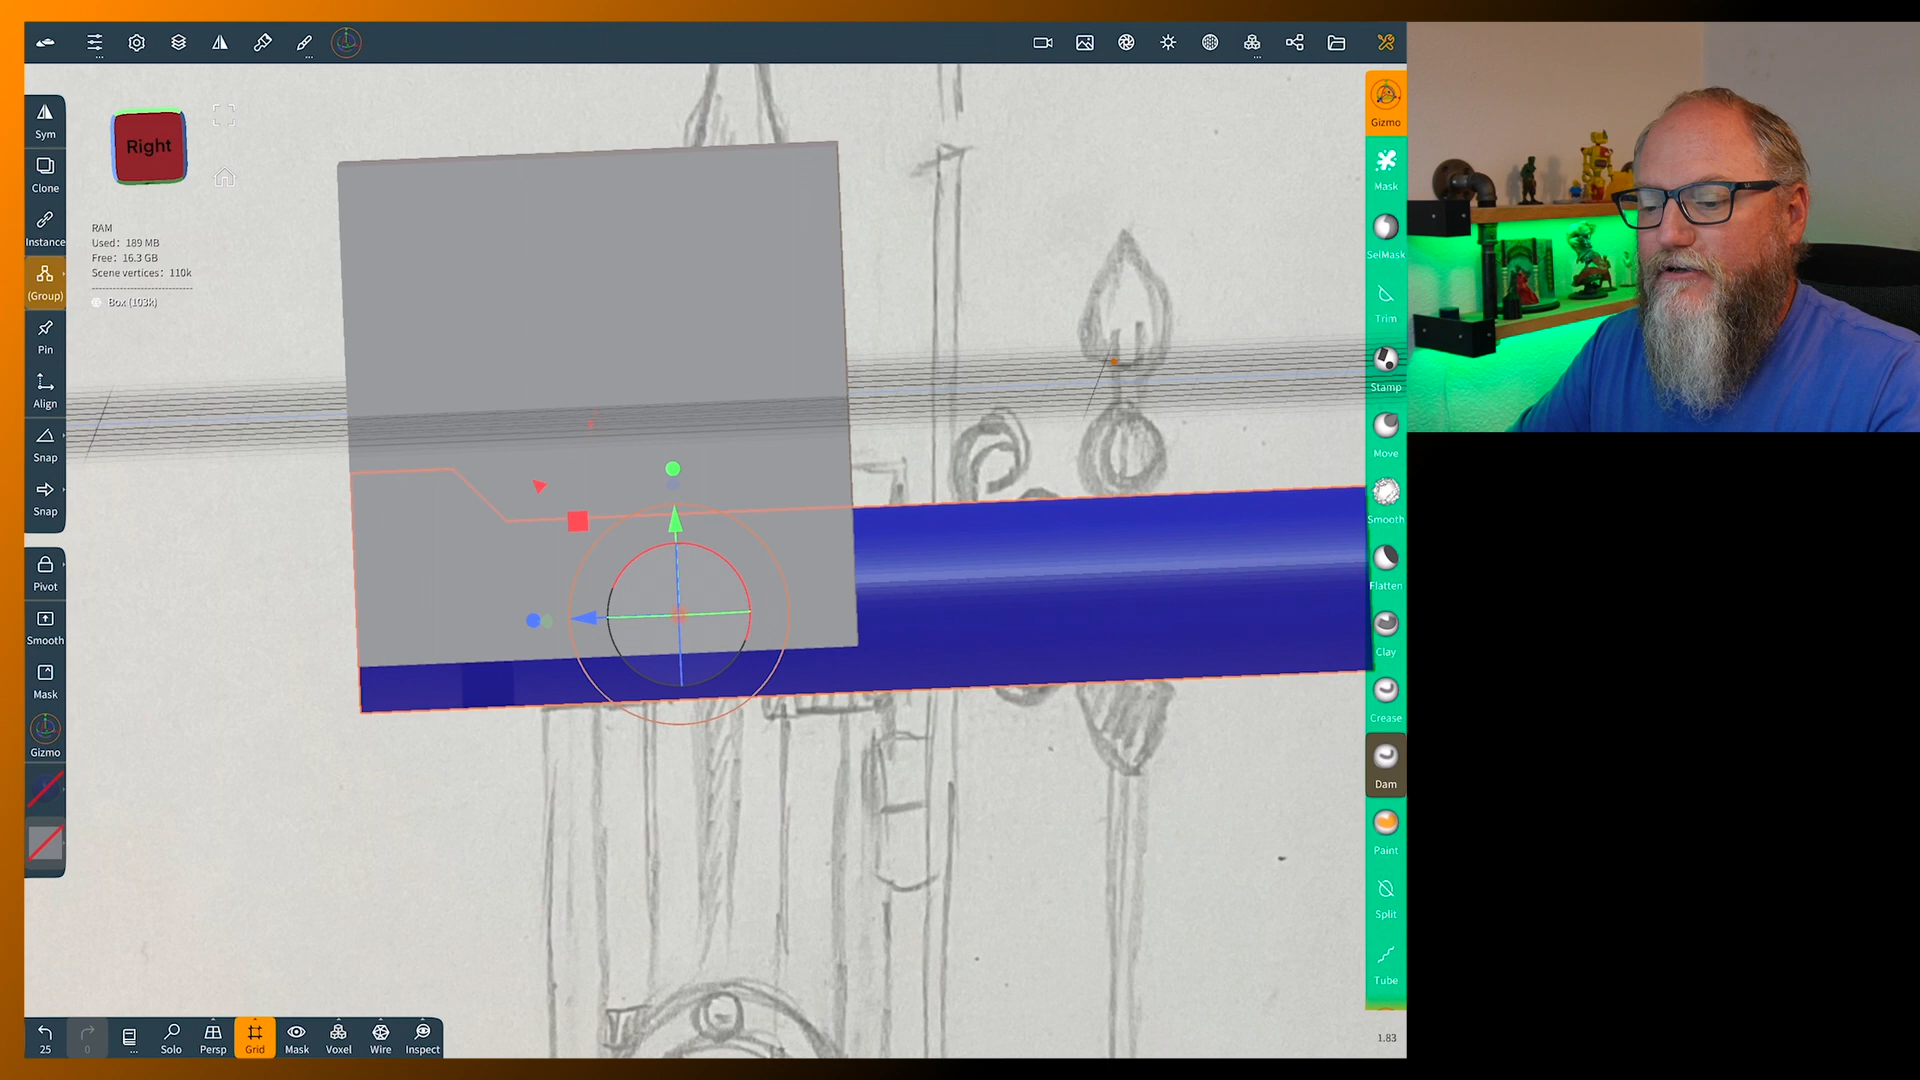 Sym
Clone
Instance
(Group)
Pin
Align
Snap
Snap
Pivot
Smooth
Mask
Gizmo
Right
RAM
Used: 189 MB
Free: 16.3 GB
Scene vertices: 110k
Box (103k)
Gizmo
Mask
SelMask
Trim
Stamp
Move
Smooth
Flatten
Clay
Crease
Dam
Paint
Split
Tube
1.83
25
0
...
Solo
Persp
Grid
Mask
Voxel
Wire
Inspect